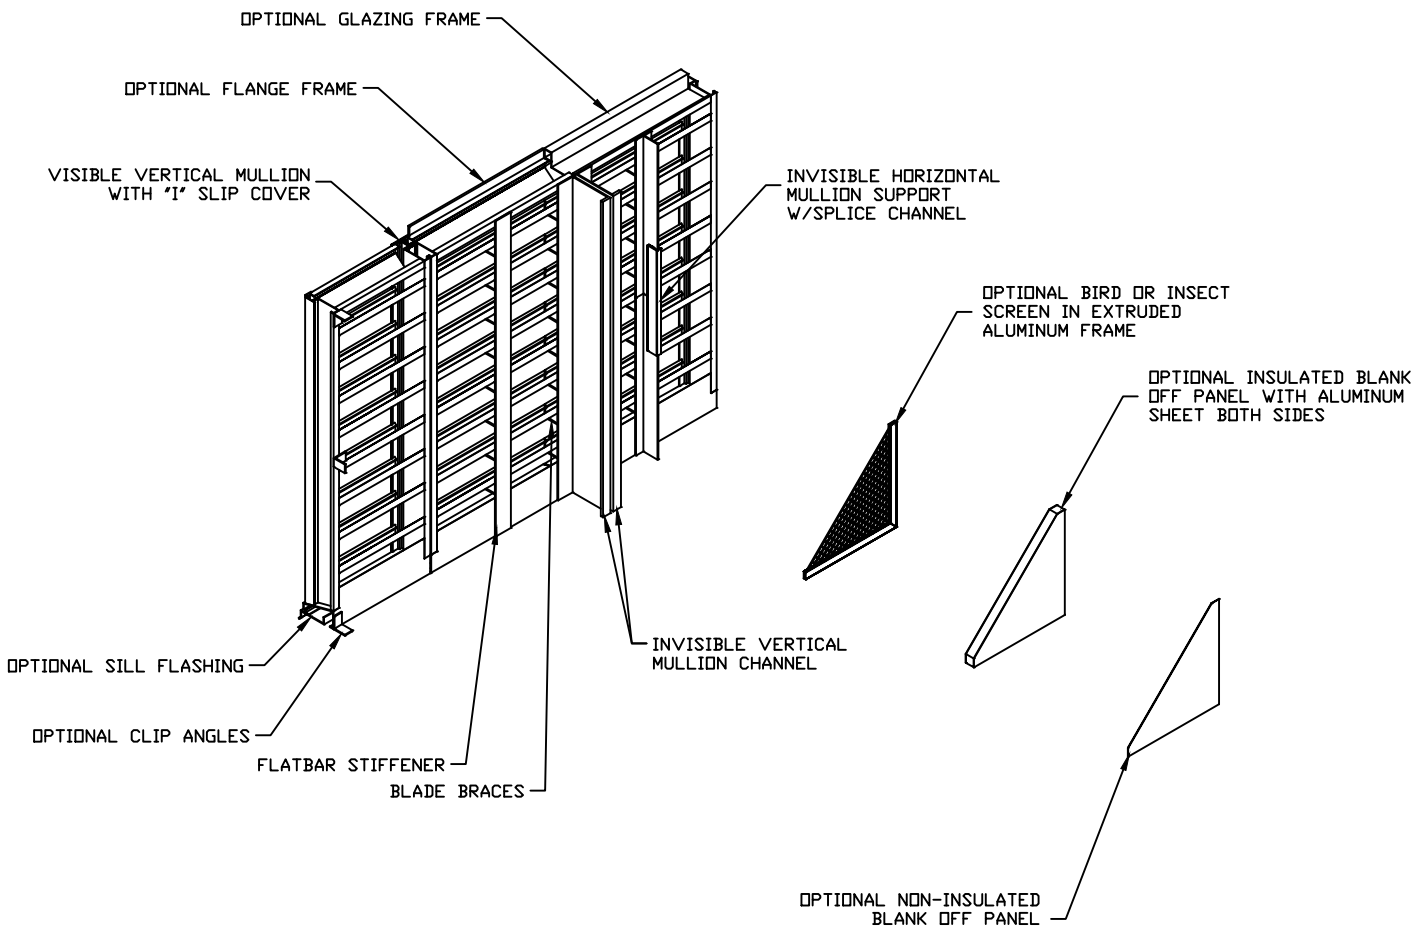 OPTIONAL GLAZING FRAME
OPTIONAL FLANGE FRAME
VISIBLE VERTICAL MULLION
WITH "I" SLIP COVER
INVISIBLE HORIZONTAL
MULLION SUPPORT
W/SPLICE CHANNEL
OPTIONAL BIRD OR INSECT
SCREEN IN EXTRUDED
ALUMINUM FRAME
OPTIONAL INSULATED BLANK
OFF PANEL WITH ALUMINUM
SHEET BOTH SIDES
INVISIBLE VERTICAL
MULLION CHANNEL
OPTIONAL SILL FLASHING
OPTIONAL CLIP ANGLES
FLATBAR STIFFENER
BLADE BRACES
OPTIONAL NON-INSULATED
BLANK OFF PANEL